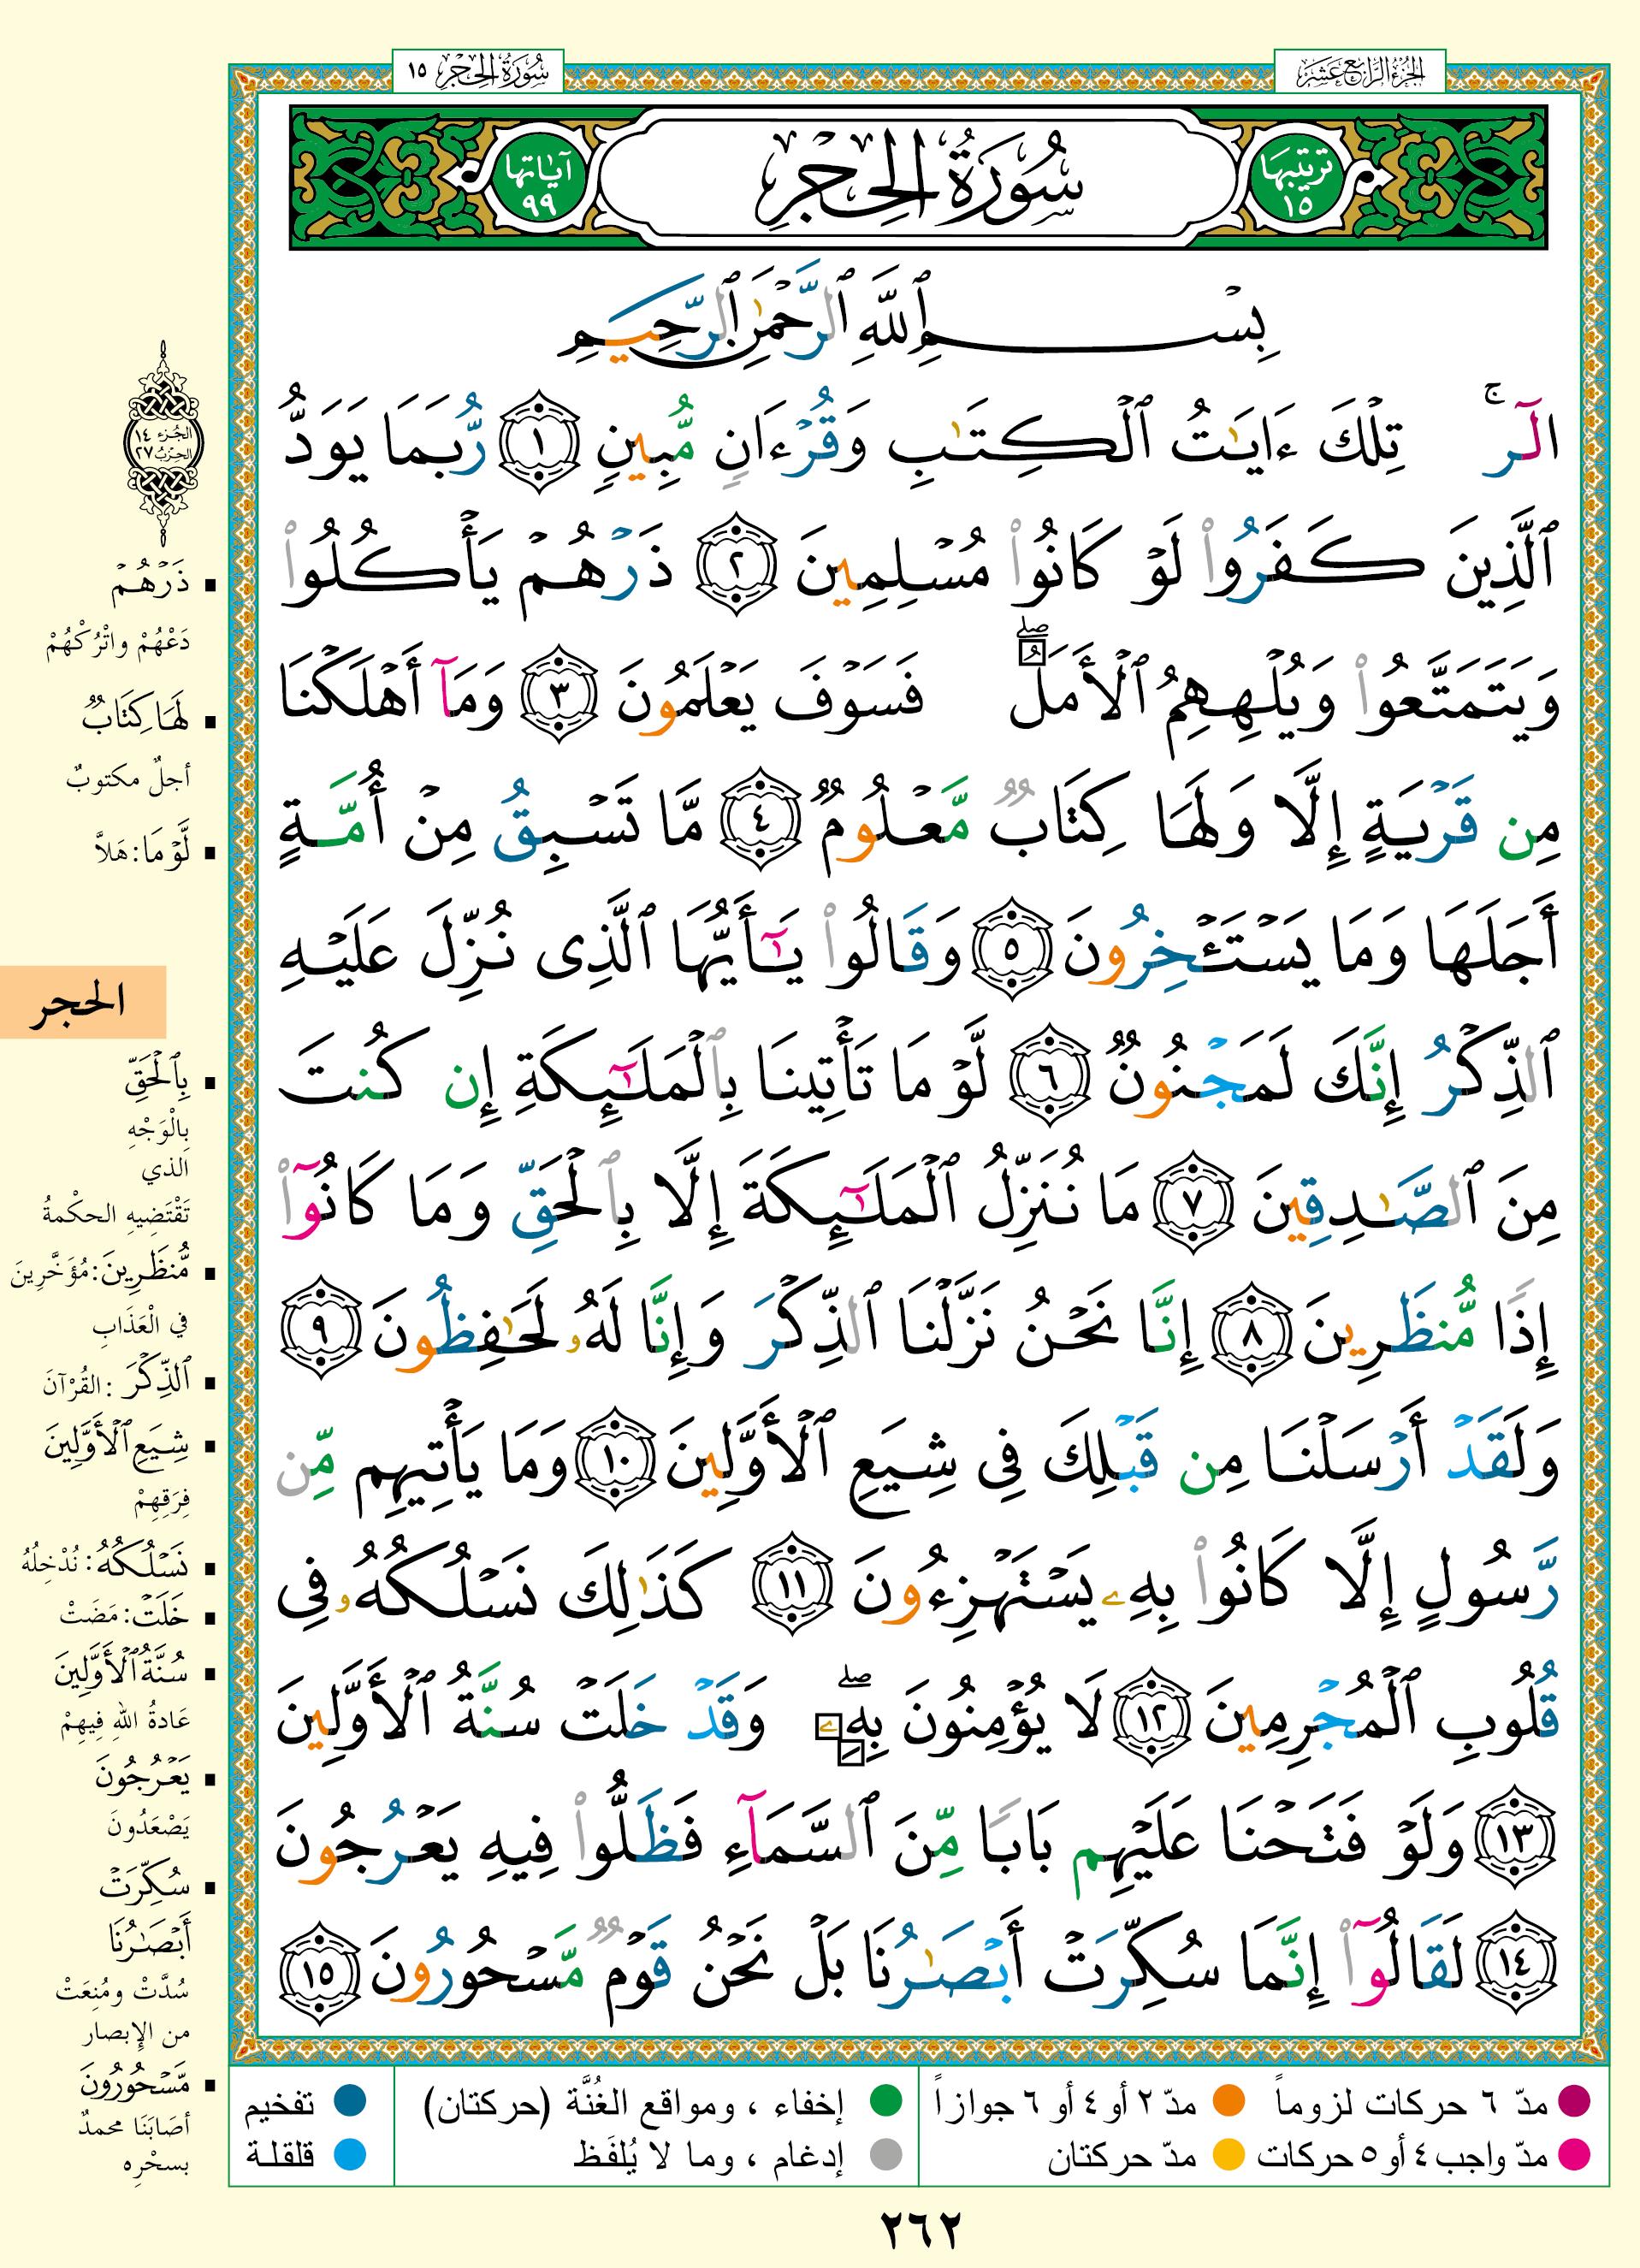 الجزء الرابع عشر
سورة الحجر ١٥
ترتيبها ١٥
سُورَةُ الحِجْرِ
آياتها ٩٩
بِسْمِ ٱللَّهِ ٱلرَّحْمَٰنِ ٱلرَّحِيمِ
الٓرۚ تِلْكَ ءَايَٰتُ ٱلْكِتَٰبِ وَقُرْءَانٍ مُّبِينٍ ١ رُّبَمَا يَوَدُّ
ٱلَّذِينَ كَفَرُوا۟ لَوْ كَانُوا۟ مُسْلِمِينَ ٢ ذَرْهُمْ يَأْكُلُوا۟
وَيَتَمَتَّعُوا۟ وَيُلْهِهِمُ ٱلْأَمَلُۖ فَسَوْفَ يَعْلَمُونَ ٣ وَمَآ أَهْلَكْنَا
مِن قَرْيَةٍ إِلَّا وَلَهَا كِتَابٌ مَّعْلُومٌ ٤ مَّا تَسْبِقُ مِنْ أُمَّةٍ
أَجَلَهَا وَمَا يَسْتَـْٔخِرُونَ ٥ وَقَالُوا۟ يَٰٓأَيُّهَا ٱلَّذِى نُزِّلَ عَلَيْهِ
ٱلذِّكْرُ إِنَّكَ لَمَجْنُونٌ ٦ لَّوْ مَا تَأْتِينَا بِٱلْمَلَٰٓئِكَةِ إِن كُنتَ
مِنَ ٱلصَّٰدِقِينَ ٧ مَا نُنَزِّلُ ٱلْمَلَٰٓئِكَةَ إِلَّا بِٱلْحَقِّ وَمَا كَانُوٓا۟
إِذًا مُّنظَرِينَ ٨ إِنَّا نَحْنُ نَزَّلْنَا ٱلذِّكْرَ وَإِنَّا لَهُۥ لَحَٰفِظُونَ ٩
وَلَقَدْ أَرْسَلْنَا مِن قَبْلِكَ فِى شِيَعِ ٱلْأَوَّلِينَ ١٠ وَمَا يَأْتِيهِم مِّن
رَّسُولٍ إِلَّا كَانُوا۟ بِهِۦ يَسْتَهْزِءُونَ ١١ كَذَٰلِكَ نَسْلُكُهُۥ فِى
قُلُوبِ ٱلْمُجْرِمِينَ ١٢ لَا يُؤْمِنُونَ بِهِۦۖ وَقَدْ خَلَتْ سُنَّةُ ٱلْأَوَّلِينَ
١٣ وَلَوْ فَتَحْنَا عَلَيْهِم بَابًا مِّنَ ٱلسَّمَآءِ فَظَلُّوا۟ فِيهِ يَعْرُجُونَ
١٤ لَقَالُوٓا۟ إِنَّمَا سُكِّرَتْ أَبْصَٰرُنَا بَلْ نَحْنُ قَوْمٌ مَّسْحُورُونَ ١٥
الجزء ١٤
الحزب ٢٧
ذَرْهُمْ
دَعْهُمْ واتْرُكْهُمْ
لَهَا كِتَابٌ
أجلٌ مكتوبٌ
لَّوْ مَا: هَلاَّ
الحجر
بِٱلْحَقِّ
بِالْوَجْهِ
الذي
تَقْتَضِيهِ الحكْمةُ
مُّنظَرِينَ: مُؤَخَّرِينَ
في الْعَذَابِ
ٱلذِّكْرَ: القُرْآنَ
شِيَعِ ٱلْأَوَّلِينَ
فِرَقِهِمْ
نَسْلُكُهُ: نُدْخِلُهُ
خَلَتْ: مَضَتْ
سُنَّةُ ٱلْأَوَّلِينَ
عَادةُ اللهِ فِيهِمْ
يَعْرُجُونَ
يَصْعَدُونَ
سُكِّرَتْ
أَبْصَٰرُنَا
سُدَّتْ ومُنِعَتْ
من الإبصار
مَّسْحُورُونَ
أصَابَنَا محمدٌ
بسحْرِه
مدّ ٦ حركات لزوماً
مدّ ٢ أو ٤ أو ٦ جوازاً
إخفاء ، ومواقع الغُنَّة (حركتان)
تفخيم
مدّ واجب ٤ أو ٥ حركات
مدّ حركتان
إدغام ، وما لا يُلفَظ
قلقلة
٢٦٢